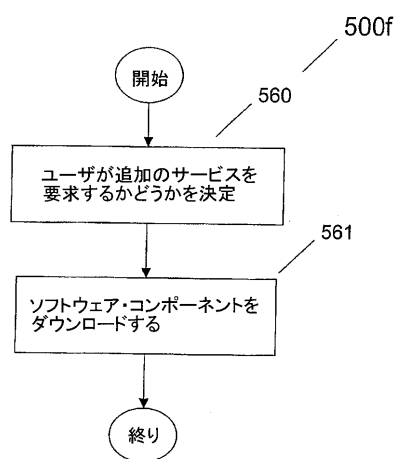 500f
開始
560
ユーザが追加のサービスを
要求するかどうかを決定
561
ソフトウェア・コンポーネントを
ダウンロードする
終り